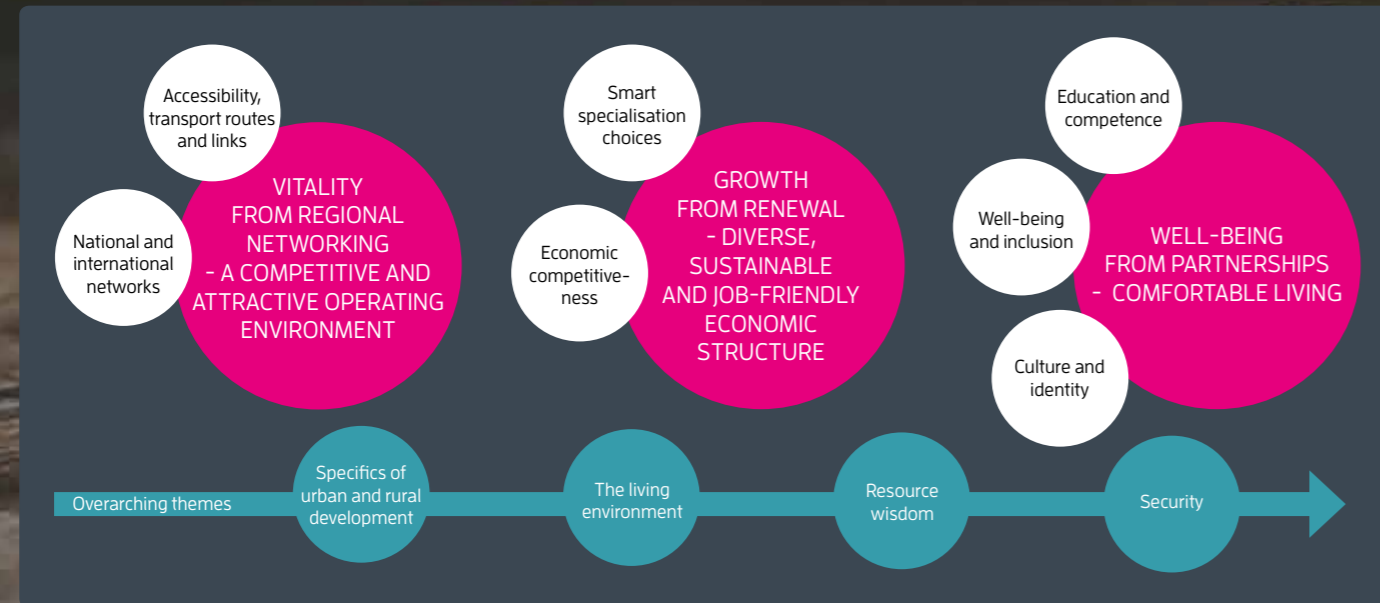 Accessibility,
transport routes
and links
National and
international
networks
VITALITY
FROM REGIONAL
NETWORKING
- A COMPETITIVE AND
ATTRACTIVE OPERATING
ENVIRONMENT
Smart
specialisation
choices
Economic
competitive-
ness
GROWTH
FROM RENEWAL
- DIVERSE,
SUSTAINABLE
AND JOB-FRIENDLY
ECONOMIC
STRUCTURE
Education and
competence
Well-being
and inclusion
Culture and
identity
WELL-BEING
FROM PARTNERSHIPS
- COMFORTABLE LIVING
Overarching themes
Specifics of
urban and rural
development
The living
environment
Resource
wisdom
Security